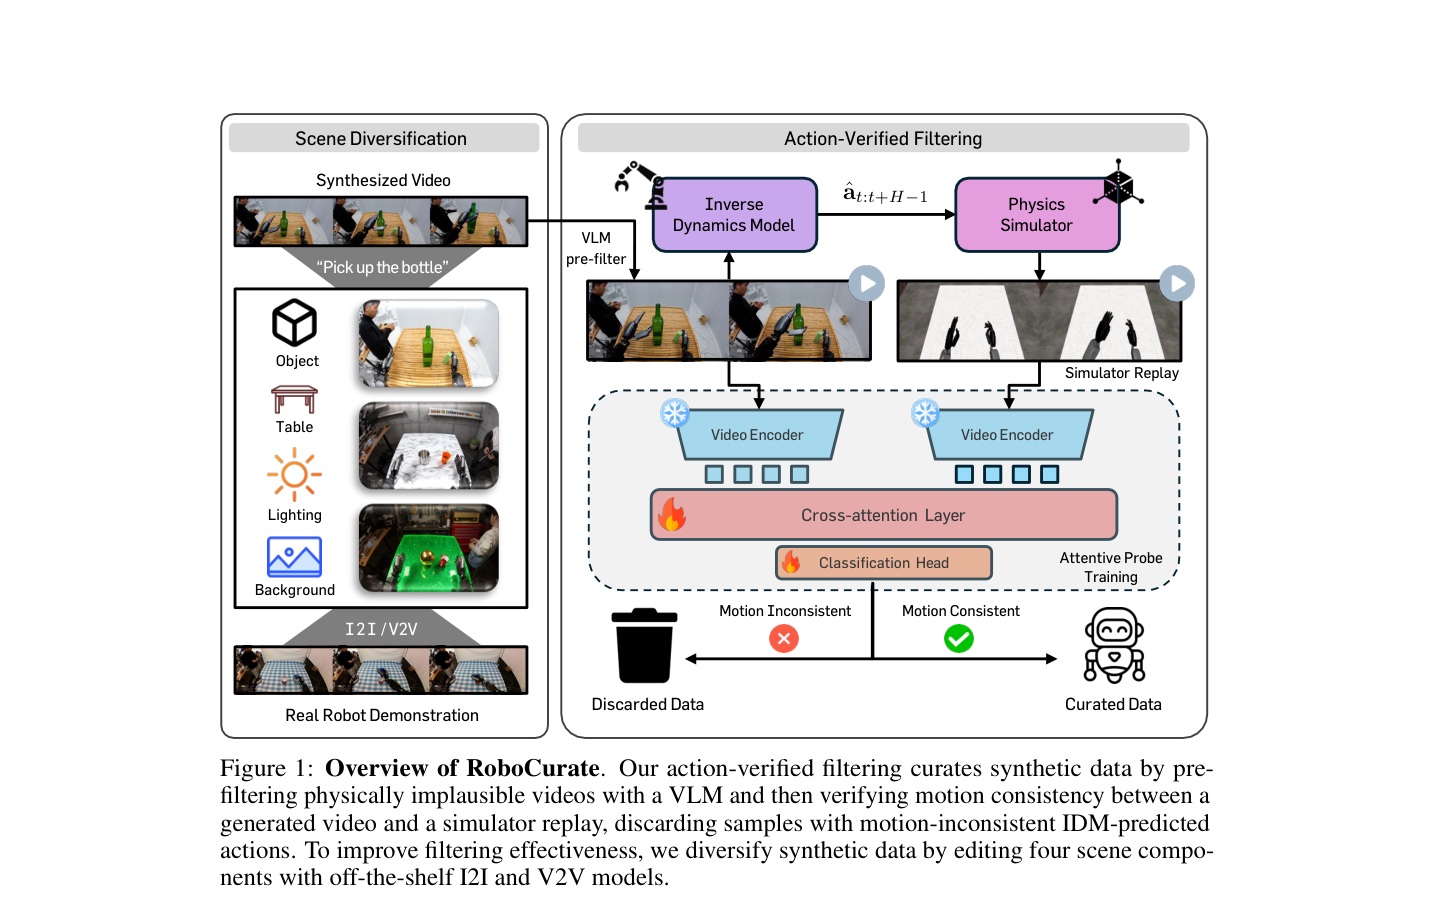 Scene Diversification
Synthesized Video
“Pick up the bottle”
Object
Table
Lighting
Background
I2I / V2V
Real Robot Demonstration
Action-Verified Filtering
VLM
pre-filter
Inverse
Dynamics Model
â_{t:t+H−1}
Physics
Simulator
Simulator Replay
Video Encoder
Video Encoder
Cross-attention Layer
Classification Head
Attentive Probe
Training
Motion Inconsistent
Motion Consistent
Discarded Data
Curated Data
Figure 1: Overview of RoboCurate. Our action-verified filtering curates synthetic data by pre-
filtering physically implausible videos with a VLM and then verifying motion consistency between a
generated video and a simulator replay, discarding samples with motion-inconsistent IDM-predicted
actions. To improve filtering effectiveness, we diversify synthetic data by editing four scene compo-
nents with off-the-shelf I2I and V2V models.